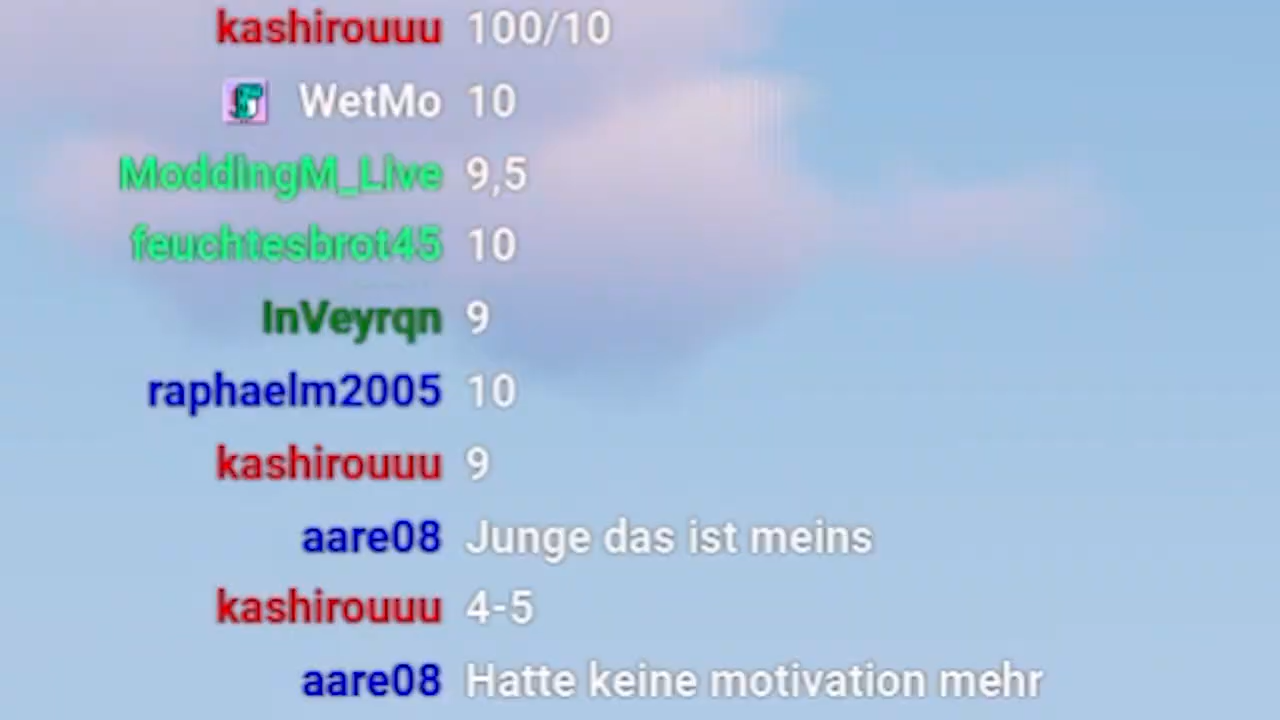 kashirouuu 100/10
WetMo 10
ModdingM_Live 9,5
feuchtesbrot45 10
InVeyrqn 9
raphaelm2005 10
kashirouuu 9
aare08 Junge das ist meins
kashirouuu 4-5
aare08 Hatte keine motivation mehr